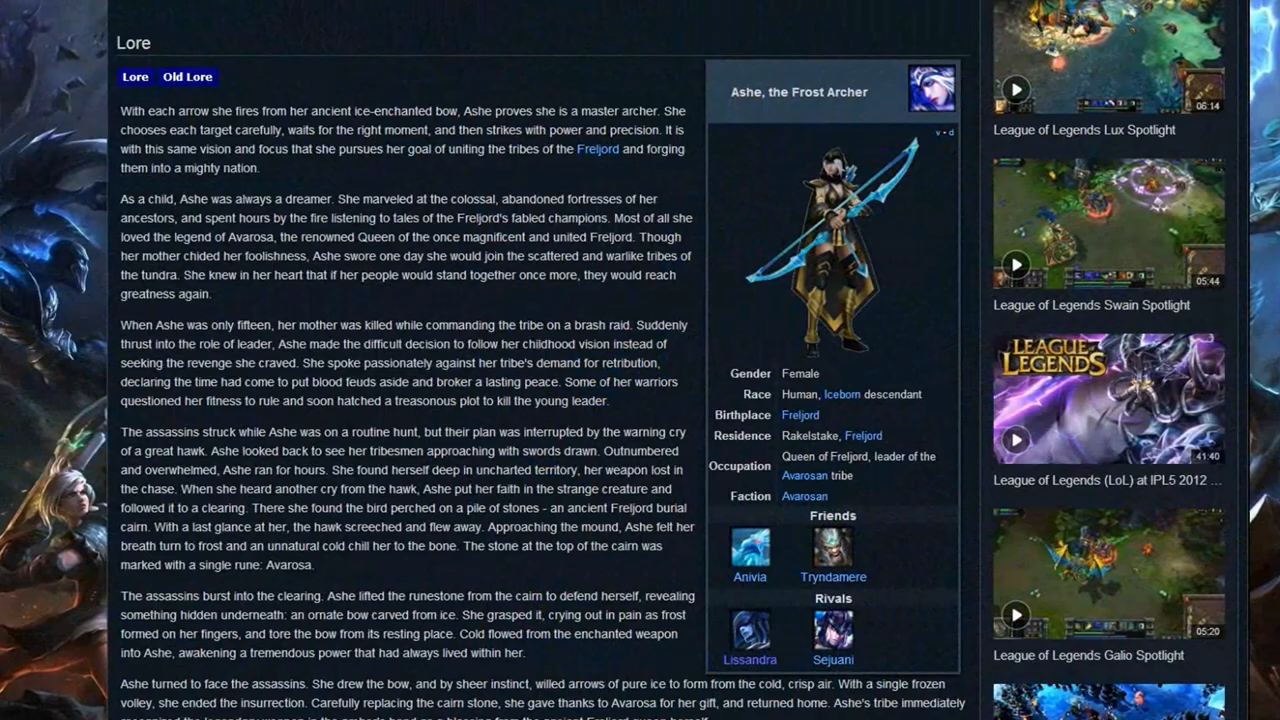 Lore
Lore Old Lore
With each arrow she fires from her ancient ice-enchanted bow, Ashe proves she is a master archer. She
chooses each target carefully, waits for the right moment, and then strikes with power and precision. It is
with this same vision and focus that she pursues her goal of uniting the tribes of the Freljord and forging
them into a mighty nation.
As a child, Ashe was always a dreamer. She marveled at the colossal, abandoned fortresses of her
ancestors, and spent hours by the fire listening to tales of the Freljord's fabled champions. Most of all she
loved the legend of Avarosa, the renowned Queen of the once magnificent and united Freljord. Though
her mother chided her foolishness, Ashe swore one day she would join the scattered and warlike tribes of
the tundra. She knew in her heart that if her people would stand together once more, they would reach
greatness again.
When Ashe was only fifteen, her mother was killed while commanding the tribe on a brash raid. Suddenly
thrust into the role of leader, Ashe made the difficult decision to follow her childhood vision instead of
seeking the revenge she craved. She spoke passionately against her tribe's demand for retribution,
declaring the time had come to put blood feuds aside and broker a lasting peace. Some of her warriors
questioned her fitness to rule and soon hatched a treasonous plot to kill the young leader.
The assassins struck while Ashe was on a routine hunt, but their plan was interrupted by the warning cry
of a great hawk. Ashe looked back to see her tribesmen approaching with swords drawn. Outnumbered
and overwhelmed, Ashe ran for hours. She found herself deep in uncharted territory, her weapon lost in
the chase. When she heard another cry from the hawk, Ashe put her faith in the strange creature and
followed it to a clearing. There she found the bird perched on a pile of stones - an ancient Freljord burial
cairn. With a last glance at her, the hawk screeched and flew away. Approaching the mound, Ashe felt her
breath turn to frost and an unnatural cold chill her to the bone. The stone at the top of the cairn was
marked with a single rune: Avarosa.
The assassins burst into the clearing. Ashe lifted the runestone from the cairn to defend herself, revealing
something hidden underneath: an ornate bow carved from ice. She grasped it, crying out in pain as frost
formed on her fingers, and tore the bow from its resting place. Cold flowed from the enchanted weapon
into Ashe, awakening a tremendous power that had always lived within her.
Ashe turned to face the assassins. She drew the bow, and by sheer instinct, willed arrows of pure ice to form from the cold, crisp air. With a single frozen
volley, she ended the insurrection. Carefully replacing the cairn stone, she gave thanks to Avarosa for her gift, and returned home. Ashe's tribe immediately
Ashe, the Frost Archer
v • d
Gender Female
Race Human, Iceborn descendant
Birthplace Freljord
Residence Rakelstake, Freljord
Occupation Queen of Freljord, leader of the
Avarosan tribe
Faction Avarosan
Friends
Anivia Tryndamere
Rivals
Lissandra Sejuani
06:14
League of Legends Lux Spotlight
05:44
League of Legends Swain Spotlight
LEAGUE OF
LEGENDS
41:40
League of Legends (LoL) at IPL5 2012 ...
05:20
League of Legends Galio Spotlight